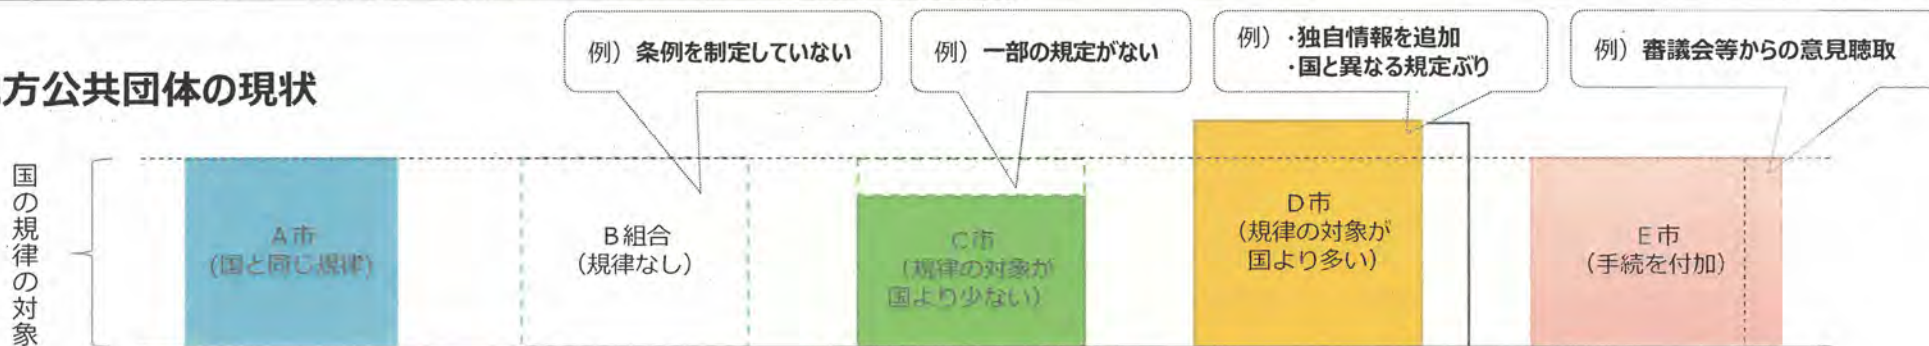 方公共団体の現状
例）条例を制定していない
例）一部の規定がない
例）・独自情報を追加
・国と異なる規定ぶり
例）審議会等からの意見聴取
国の規律の対象
A市
(国と同じ規律)
B組合
（規律なし）
C市
（規律の対象が
国より少ない）
D市
（規律の対象が
国より多い）
E市
（手続を付加）